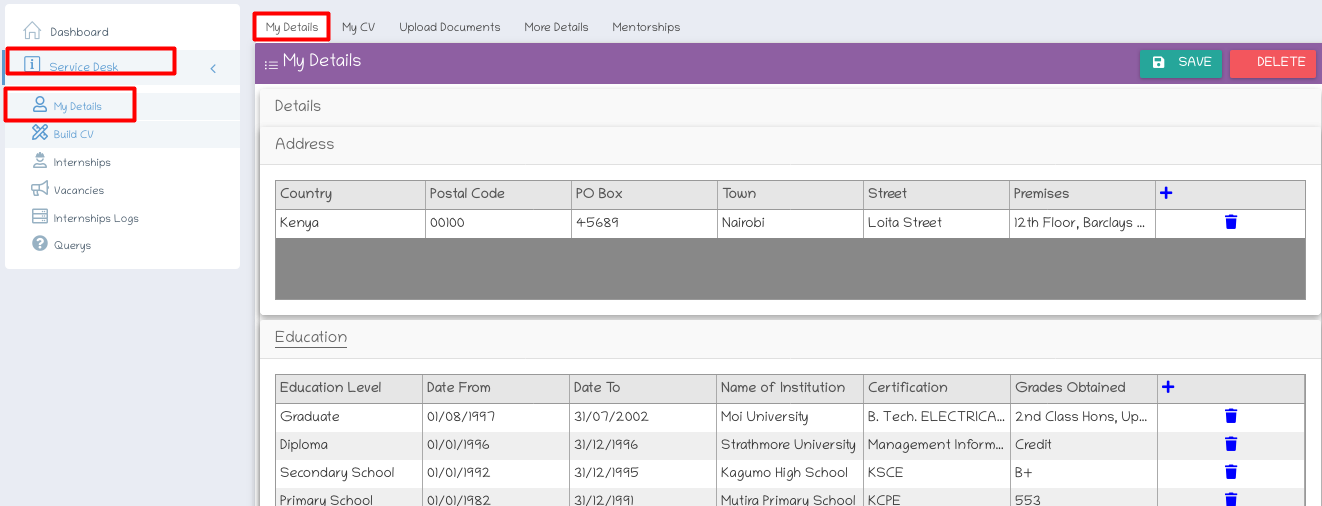 Dashboard
Service Desk
My Details
Build CV
Internships
Vacancies
Internships Logs
Querys
My Details My CV Upload Documents More Details Mentorships
My Details SAVE DELETE
Details
Address
Country Postal Code PO Box Town Street Premises
Kenya 00100 45689 Nairobi Loita Street 12th Floor, Barclays ...
Education
Education Level Date From Date To Name of Institution Certification Grades Obtained
Graduate 01/08/1997 31/07/2002 Moi University B. Tech. ELECTRICA... 2nd Class Hons, Up...
Diploma 01/01/1996 31/12/1996 Strathmore University Management Inform... Credit
Secondary School 01/01/1992 31/12/1995 Kagumo High School KSCE B+
Primary School 01/01/1982 31/12/1991 Mutira Primary School KCPE 553